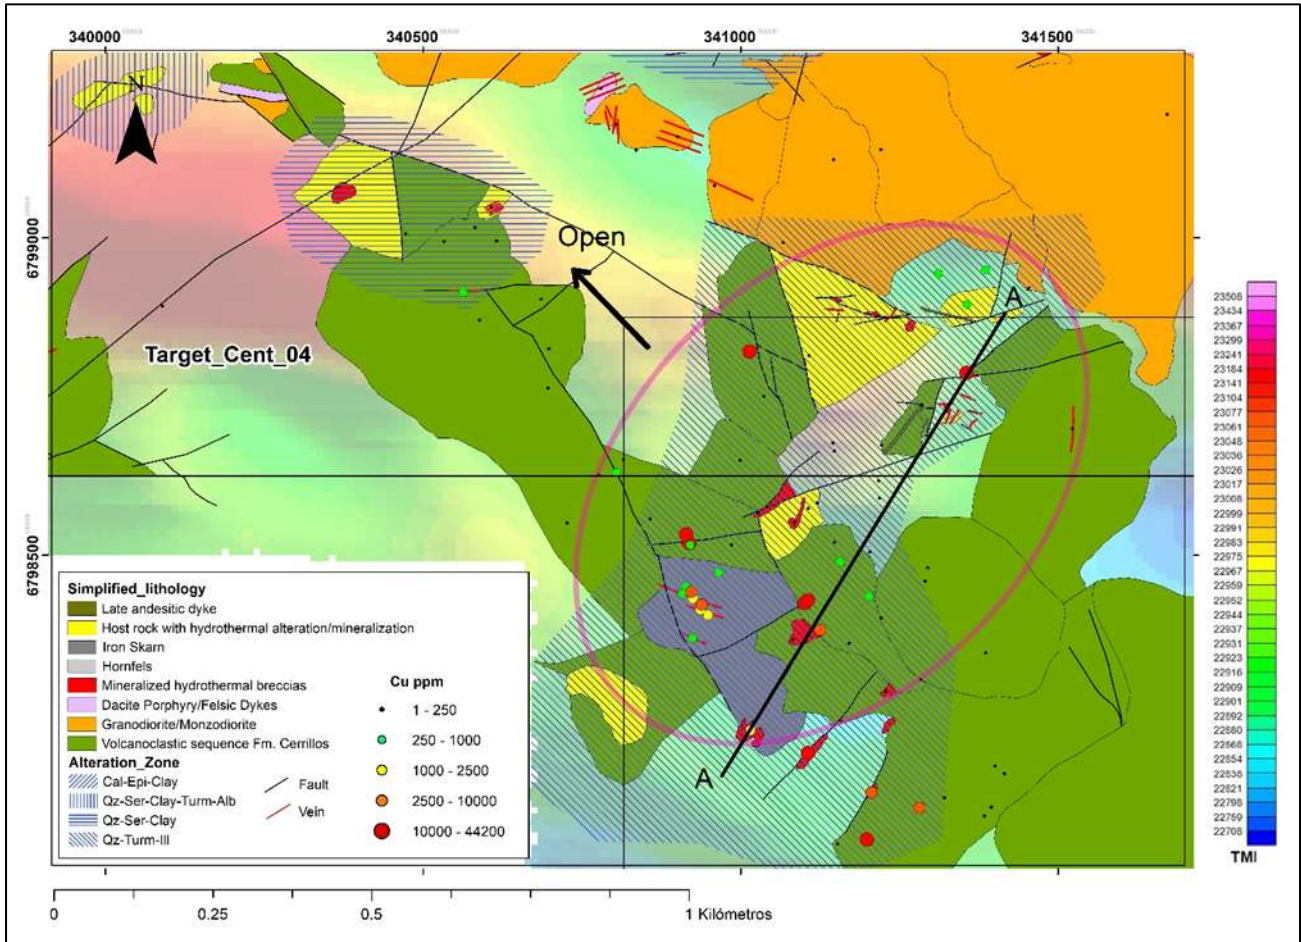 340000 340500 341000 341500
N
6799000
Open
A
Target_Cent_04
6798500
A
Simplified_lithology
Late andesitic dyke
Host rock with hydrothermal alteration/mineralization
Iron Skarn
Hornfels
Mineralized hydrothermal breccias
Dacite Porphyry/Felsic Dykes
Granodiorite/Monzodiorite
Volcanoclastic sequence Fm. Cerrillos
Alteration_Zone
Cal-Epi-Clay
Qz-Ser-Clay-Turm-Alb
Qz-Ser-Clay
Qz-Turm-Ill
Fault
Vein
Cu ppm
1 - 250
250 - 1000
1000 - 2500
2500 - 10000
10000 - 44200
23508
23434
23367
23299
23241
23184
23141
23104
23077
23061
23048
23036
23026
23017
23008
22999
22991
22983
22975
22967
22959
22952
22944
22937
22931
22923
22916
22909
22901
22892
22880
22868
22854
22838
22821
22798
22759
22708
TMI
0 0.25 0.5 1 Kilómetros